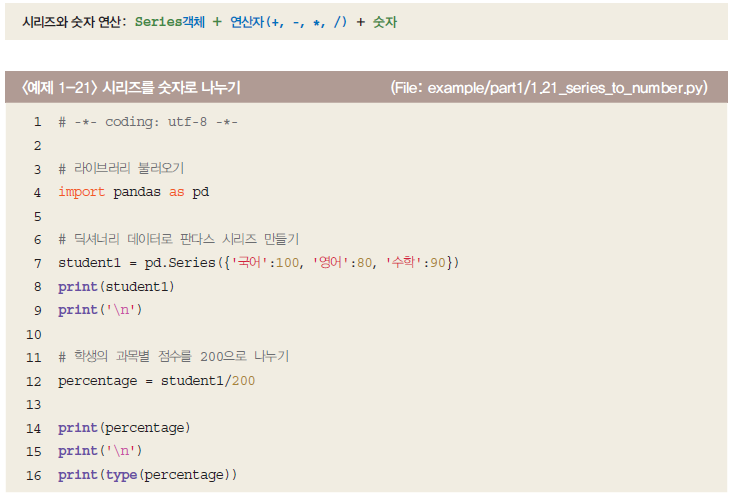 시리즈와 숫자 연산: Series객체 + 연산자(+, -, *, /) + 숫자
〈예제 1-21〉 시리즈를 숫자로 나누기 (File: example/part1/1.21_series_to_number.py)
1 # -*- coding: utf-8 -*-
2
3 # 라이브러리 불러오기
4 import pandas as pd
5
6 # 딕셔너리 데이터로 판다스 시리즈 만들기
7 student1 = pd.Series({'국어':100, '영어':80, '수학':90})
8 print(student1)
9 print('\n')
10
11 # 학생의 과목별 점수를 200으로 나누기
12 percentage = student1/200
13
14 print(percentage)
15 print('\n')
16 print(type(percentage))